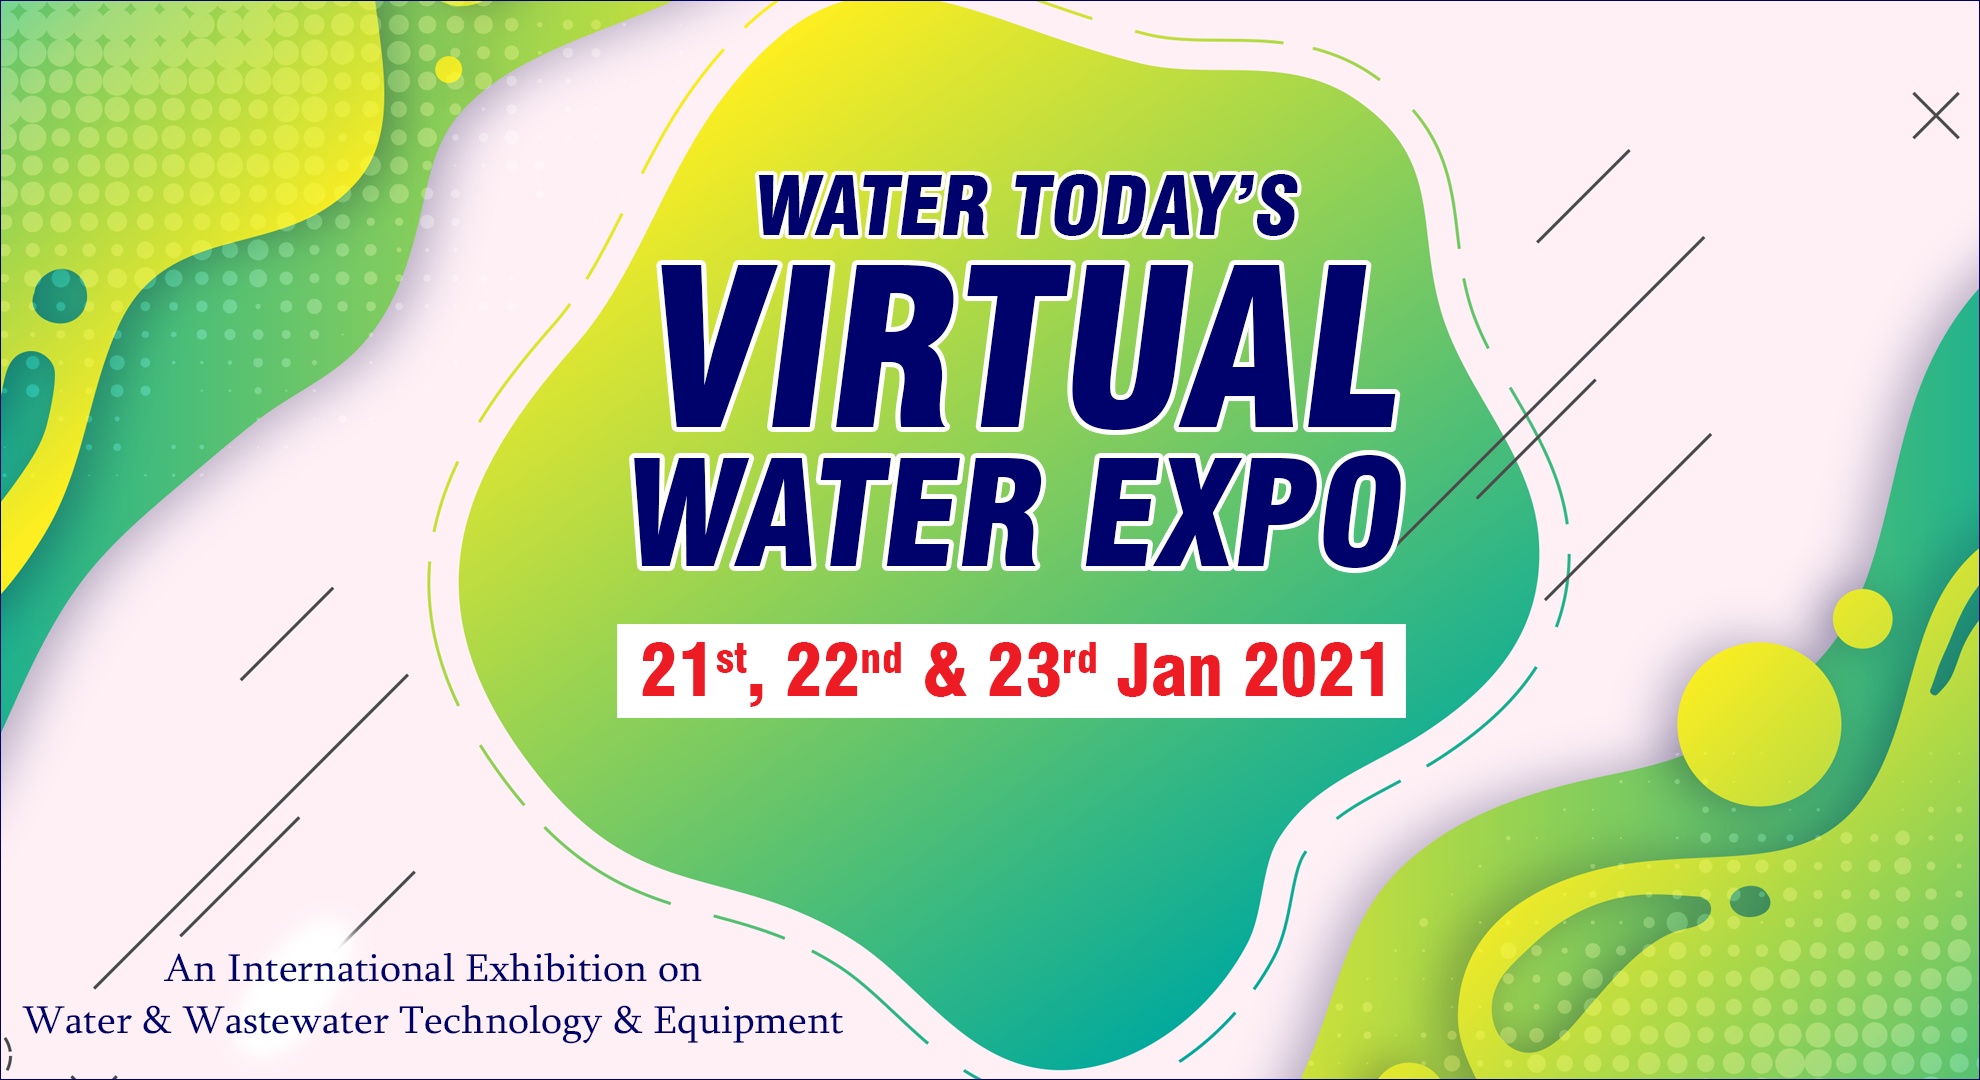 WATER TODAY’S
VIRTUAL
WATER EXPO
21st, 22nd & 23rd Jan 2021
An International Exhibition on
Water & Wastewater Technology & Equipment